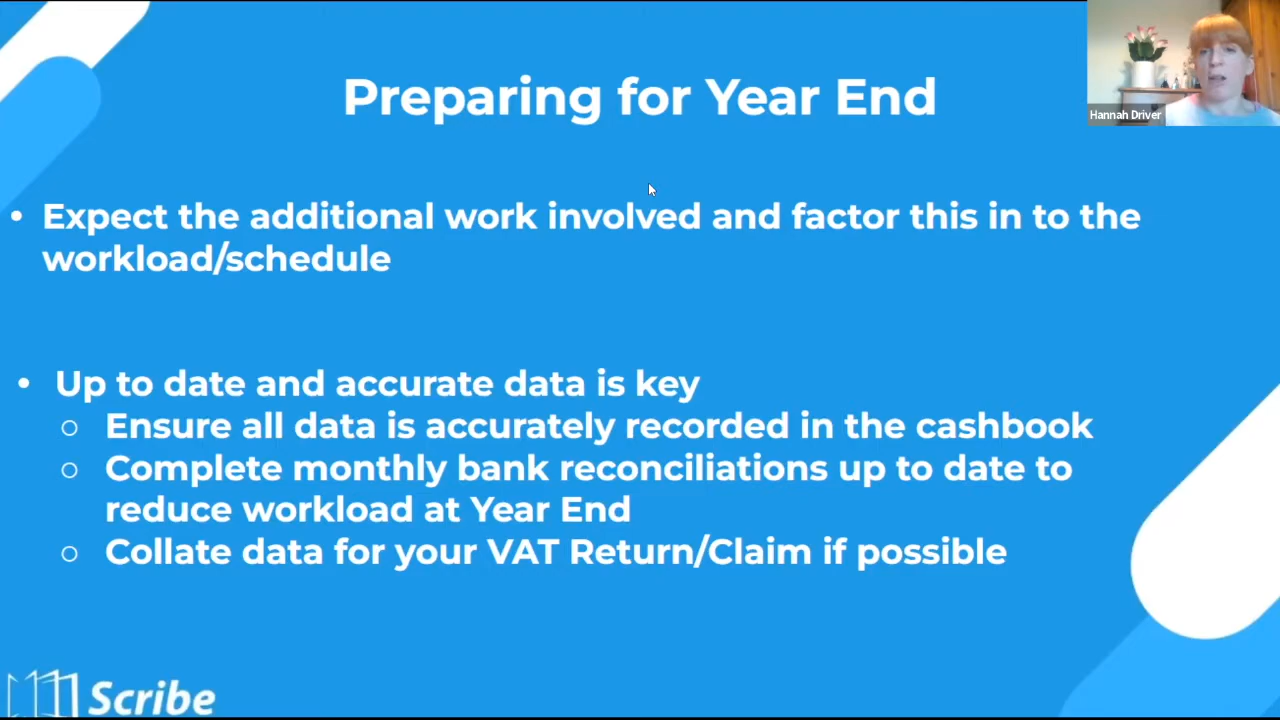 Preparing for Year End
Hannah Driver
• Expect the additional work involved and factor this in to the
workload/schedule
• Up to date and accurate data is key
○ Ensure all data is accurately recorded in the cashbook
○ Complete monthly bank reconciliations up to date to
reduce workload at Year End
○ Collate data for your VAT Return/Claim if possible
Scribe